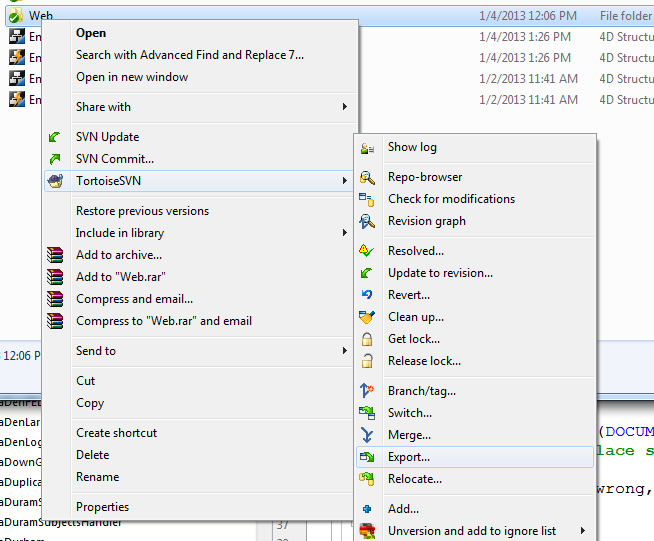 Web 1/4/2013 12:06 PM File folder
En 1/4/2013 1:26 PM 4D Structu
En 1/4/2013 1:26 PM 4D Structu
En 1/2/2013 11:41 AM 4D Structu
En 1/2/2013 11:41 AM 4D Structu
Open
Search with Advanced Find and Replace 7...
Open in new window
Share with
SVN Update
SVN Commit...
TortoiseSVN
Restore previous versions
Include in library
Add to archive...
Add to "Web.rar"
Compress and email...
Compress to "Web.rar" and email
Send to
Cut
Copy
Create shortcut
Delete
Rename
Properties
Show log
Repo-browser
Check for modifications
Revision graph
Resolved...
Update to revision...
Revert...
Clean up...
Get lock...
Release lock...
Branch/tag...
Switch...
Merge...
Export...
Relocate...
Add...
Unversion and add to ignore list
12:06 P
aDenLar
aDenLog
aDownG
aDuplica
aDuramS
aDuramSubjectsHandler
aDurham
(DOCUM
lace s
wrong,
37